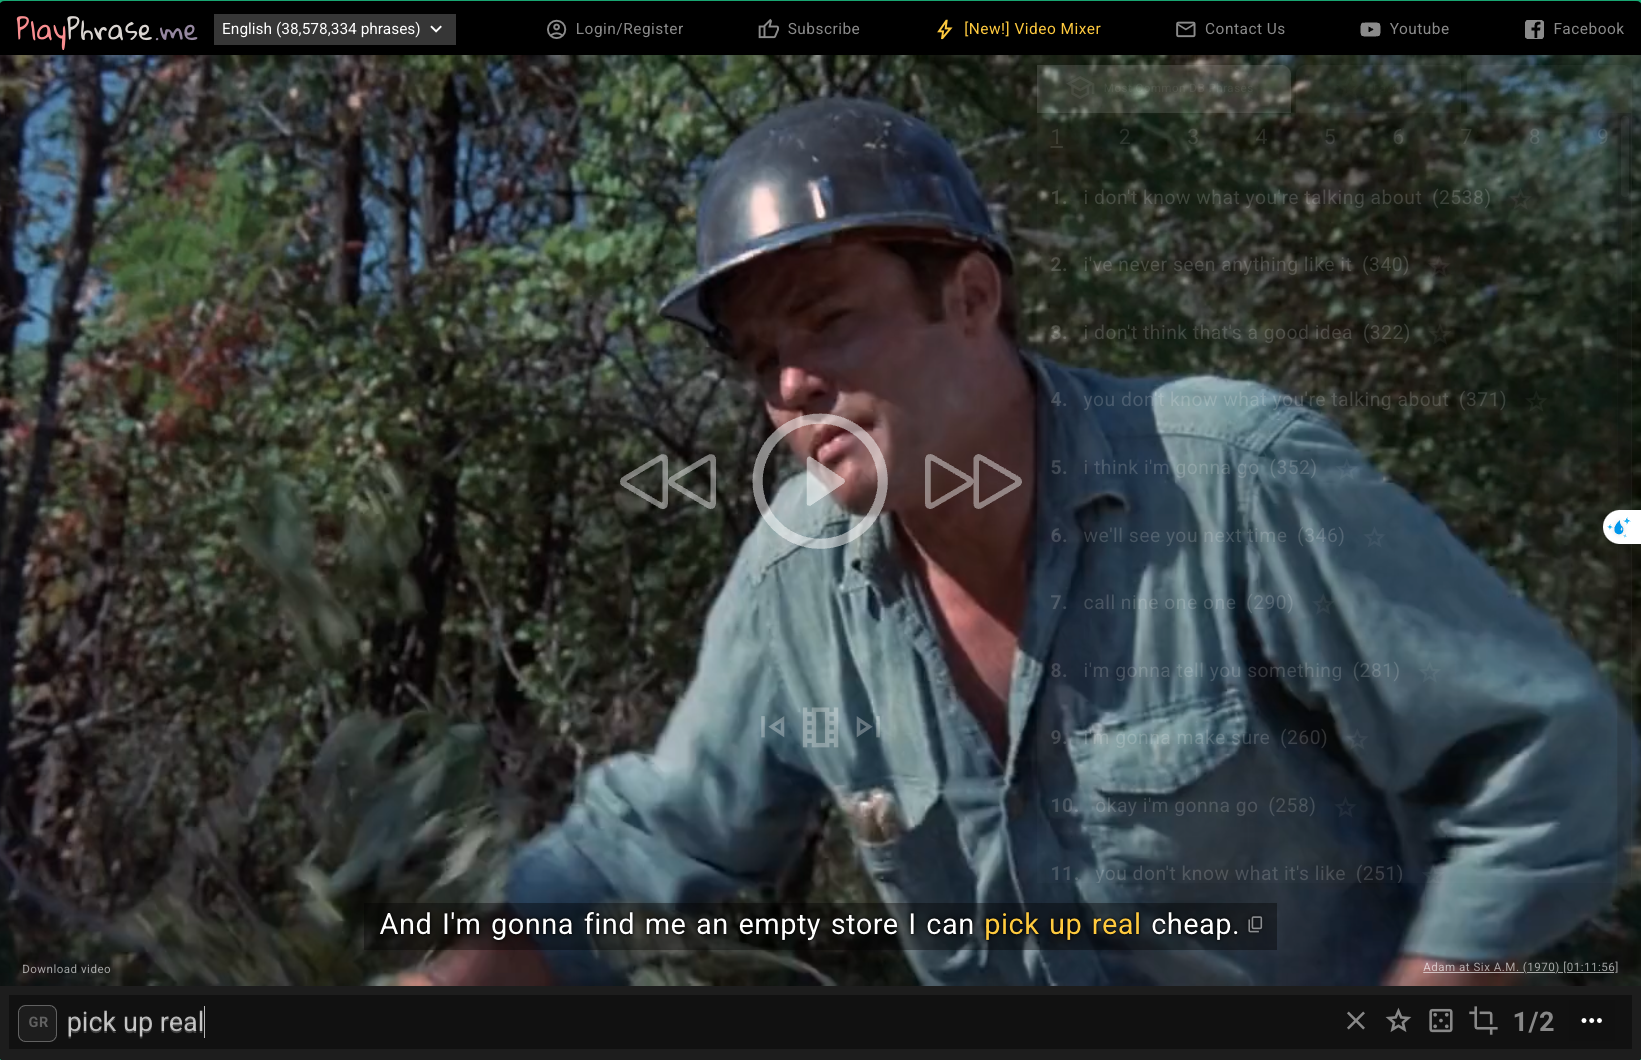 PlayPhrase.me English (38,578,334 phrases) Login/Register Subscribe [New!] Video Mixer Contact Us Youtube Facebook
1 2 3 4 5 6 7 8 9
1. i don't know what you're talking about (2538)
2. i've never seen anything like it (340)
3. i don't think that's a good idea (322)
4. you don't know what you're talking about (371)
5. i think i'm gonna go (352)
6. we'll see you next time (346)
7. call nine one one (290)
8. i'm gonna tell you something (281)
9. i'm gonna make sure (260)
10. okay i'm gonna go (258)
11. you don't know what it's like (251)
And I'm gonna find me an empty store I can pick up real cheap.
Download video
Adam at Six A.M. (1970) [01:11:56]
GR pick up real 1/2